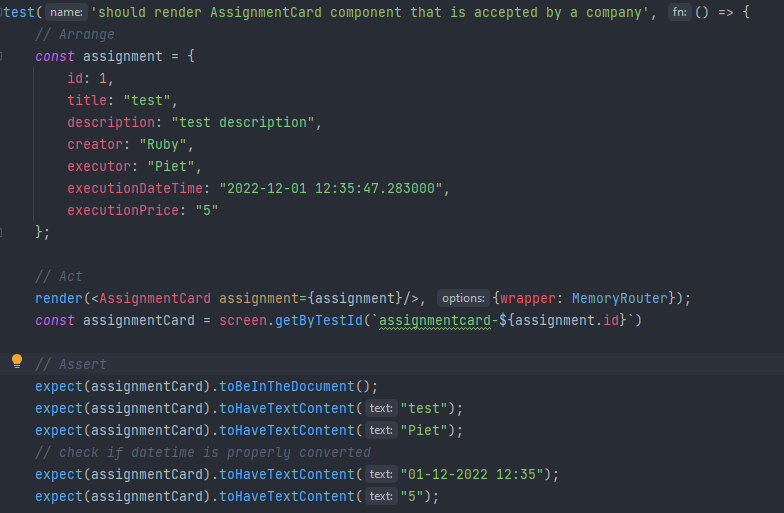 test( name: 'should render AssignmentCard component that is accepted by a company', fn: () => {
    // Arrange
    const assignment = {
        id: 1,
        title: "test",
        description: "test description",
        creator: "Ruby",
        executor: "Piet",
        executionDateTime: "2022-12-01 12:35:47.283000",
        executionPrice: "5"
    };
    // Act
    render(<AssignmentCard assignment={assignment}/>, options: {wrapper: MemoryRouter});
    const assignmentCard = screen.getByTestId(`assignmentcard-${assignment.id}`)
    // Assert
    expect(assignmentCard).toBeInTheDocument();
    expect(assignmentCard).toHaveTextContent( text: "test");
    expect(assignmentCard).toHaveTextContent( text: "Piet");
    // check if datetime is properly converted
    expect(assignmentCard).toHaveTextContent( text: "01-12-2022 12:35");
    expect(assignmentCard).toHaveTextContent( text: "5");